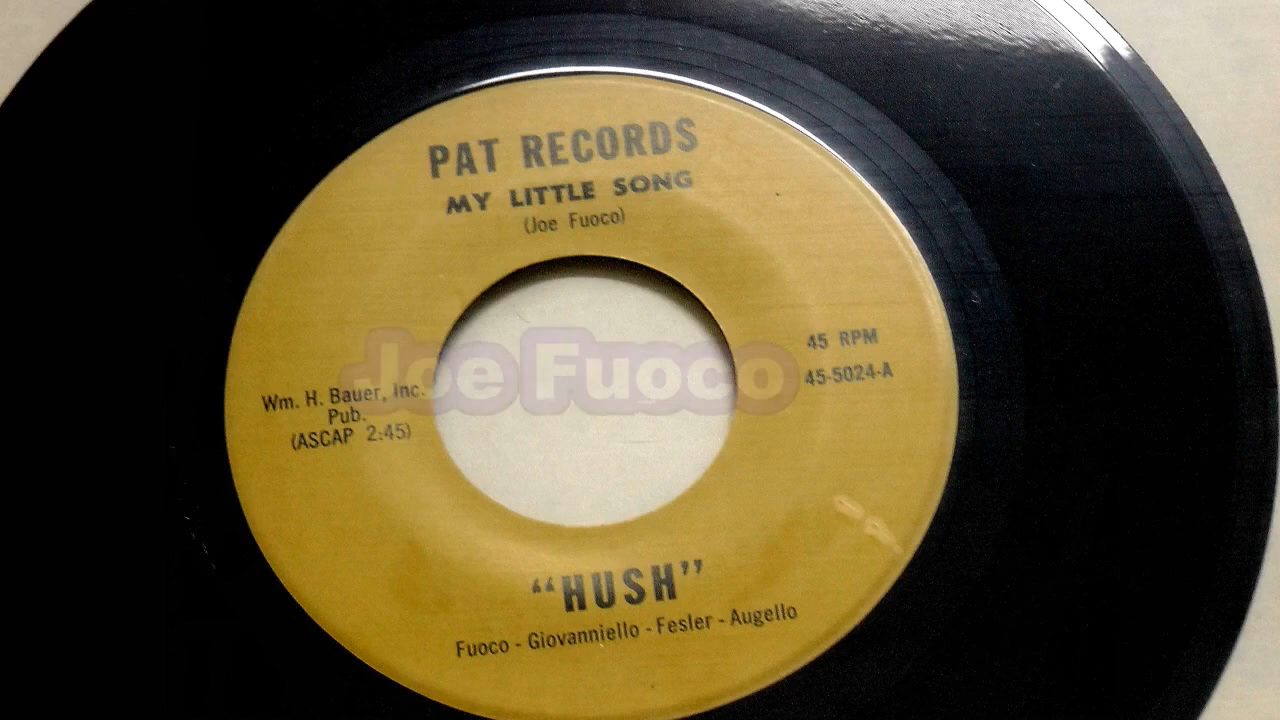 PAT RECORDS
MY LITTLE SONG
(Joe Fuoco)
Joe Fuoco
45 RPM
45-5024-A
Wm. H. Bauer, Inc.
Pub.
(ASCAP 2:45)
“HUSH”
Fuoco - Giovanniello - Fesler - Augello